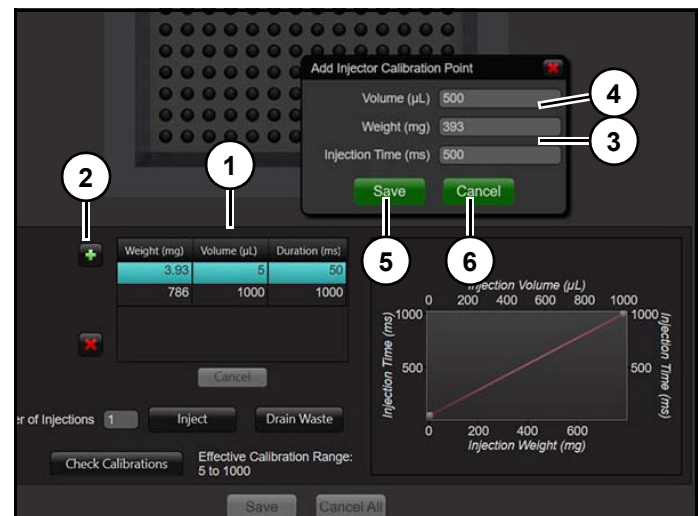 Add Injector Calibration Point
Volume (µL) 500
4
Weight (mg) 393
3
Injection Time (ms) 500
1
2
Save Cancel
5
6
Weight (mg) Volume (µL) Duration (ms)
3.93 5 50
786 1000 1000
Cancel
er of Injections 1 Inject Drain Waste
Check Calibrations Effective Calibration Range:
5 to 1000
Injection Volume (µL)
0 200 400 600 800 1000
1000 1000
500 500
Injection Time (ms)
Injection Time (ms)
0 200 400 600
Injection Weight (mg)
Save Cancel All